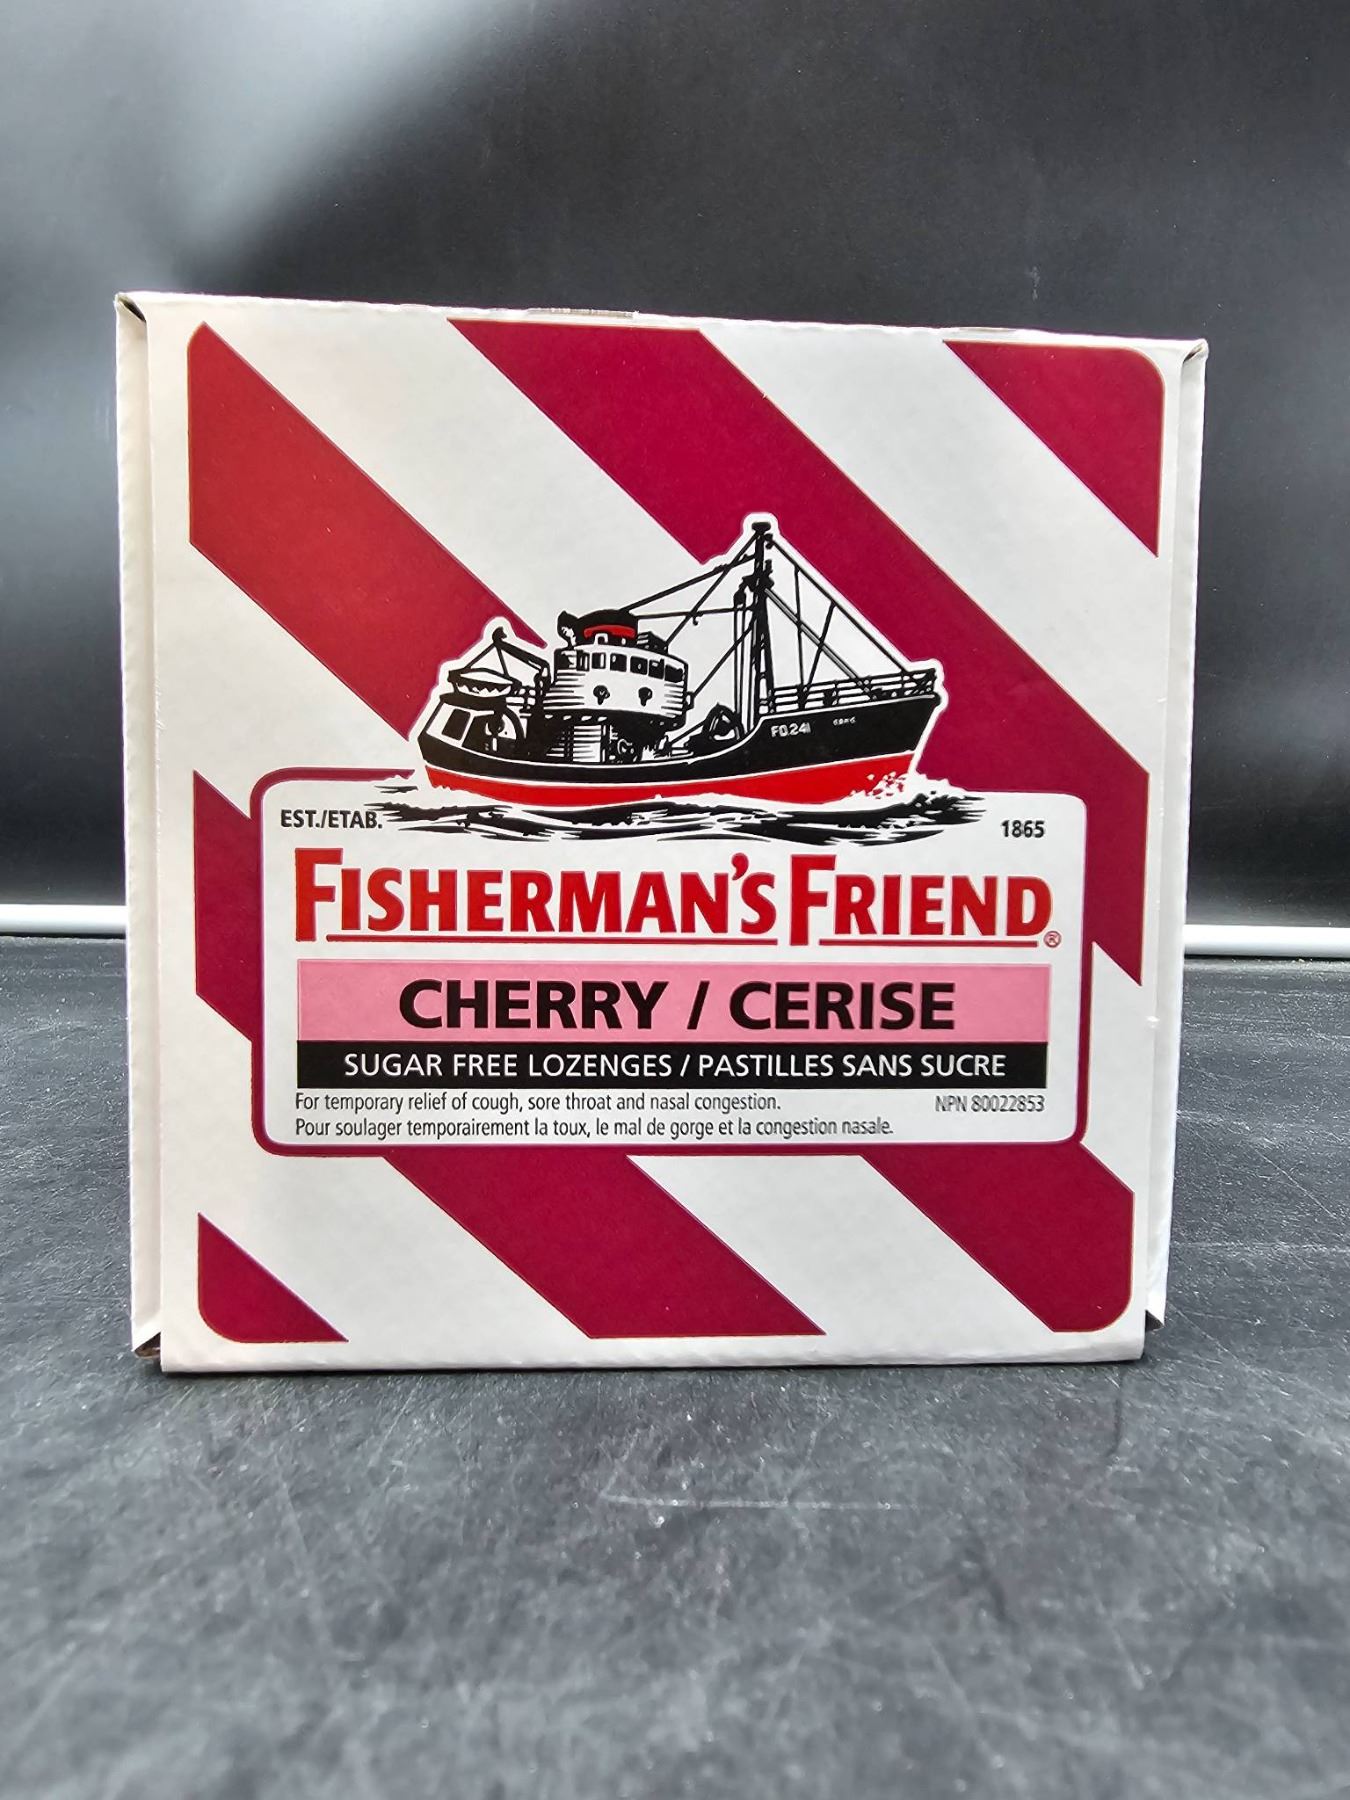 FD.241
EST./ETAB.
1865
FISHERMAN'S FRIEND®
CHERRY / CERISE
SUGAR FREE LOZENGES / PASTILLES SANS SUCRE
For temporary relief of cough, sore throat and nasal congestion. NPN 80022853
Pour soulager temporairement la toux, le mal de gorge et la congestion nasale.